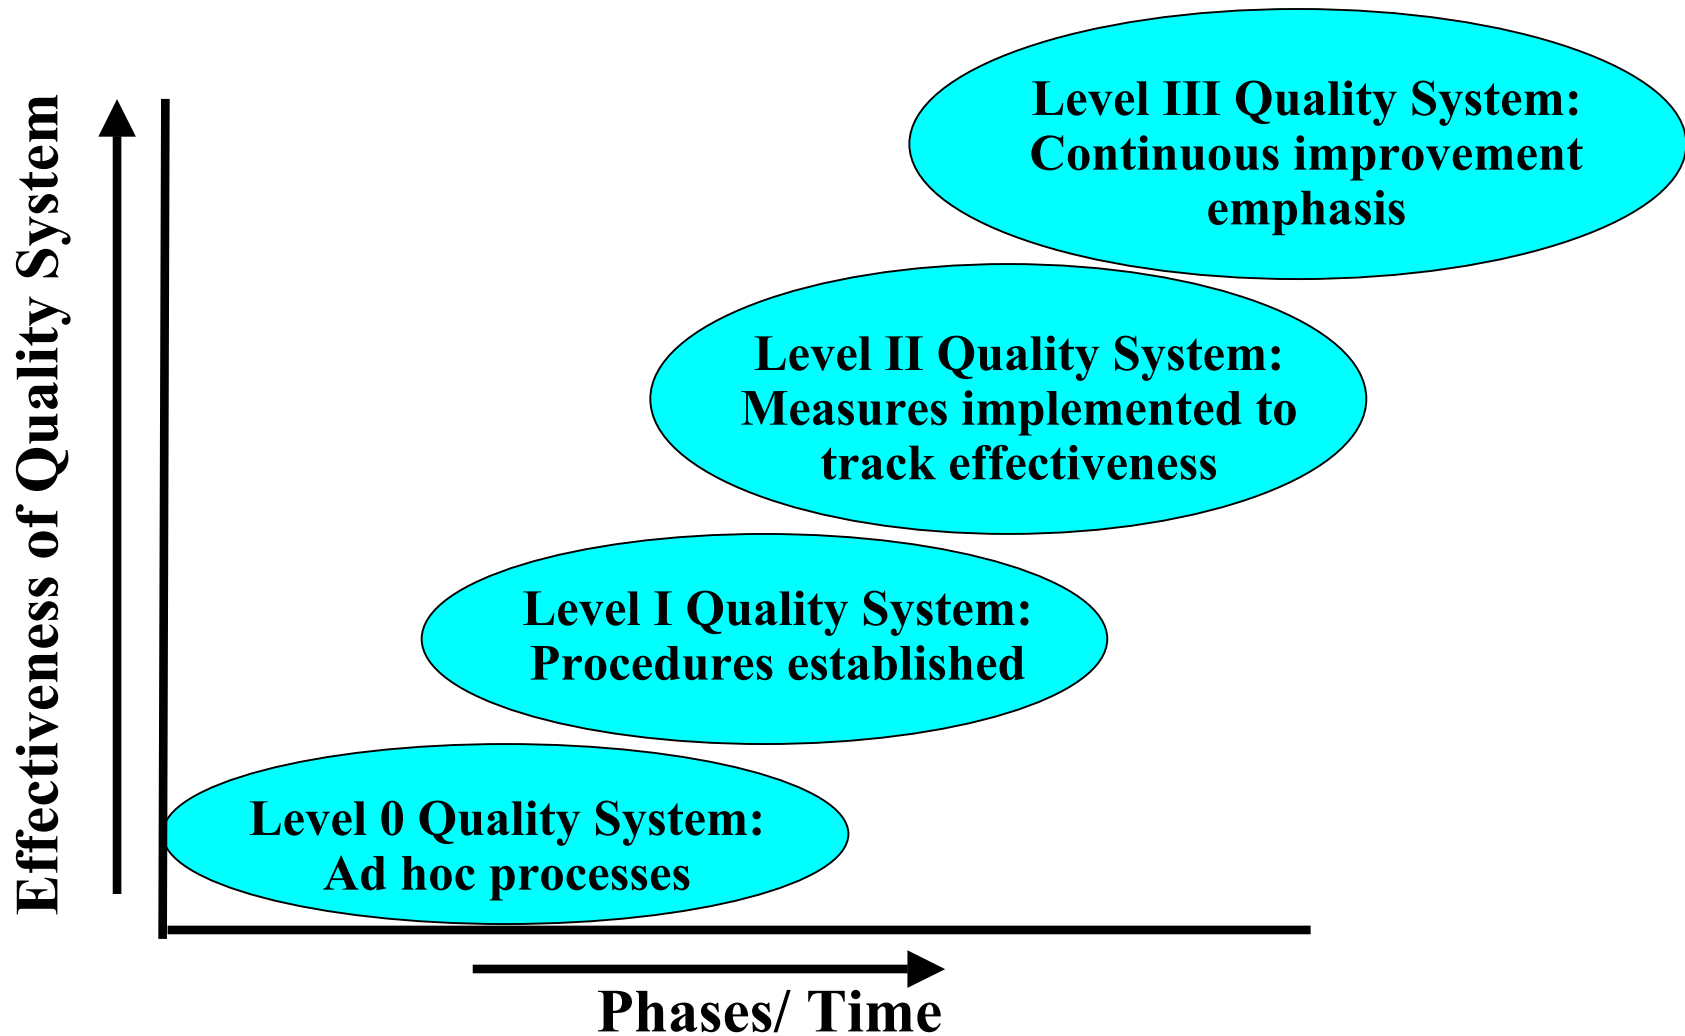 Effectiveness of Quality System
Level III Quality System:
Continuous improvement
emphasis
Level II Quality System:
Measures implemented to
track effectiveness
Level I Quality System:
Procedures established
Level 0 Quality System:
Ad hoc processes
Phases/ Time